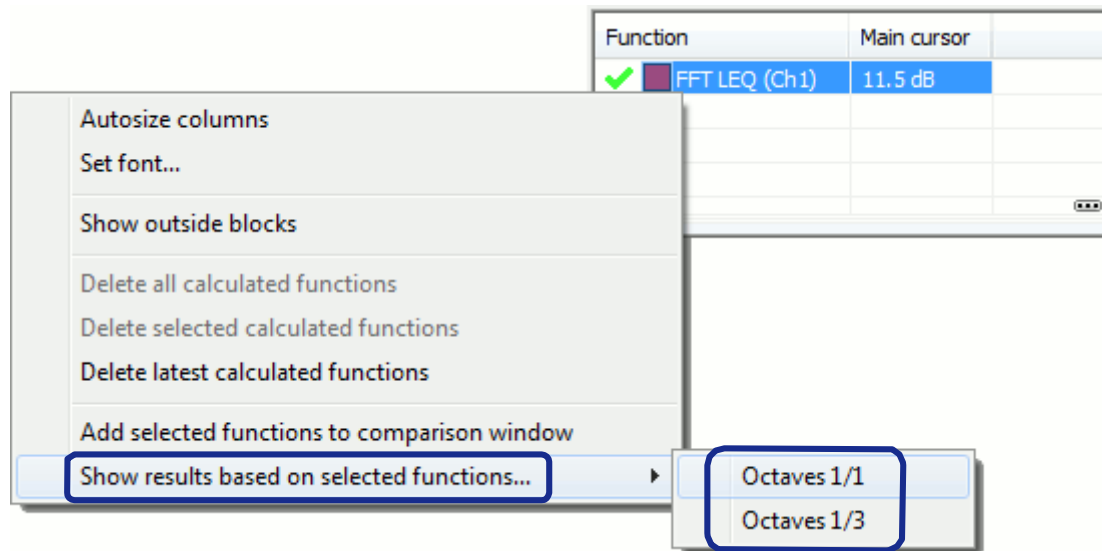 Function Main cursor
FFT LEQ (Ch1) 11.5 dB
Autosize columns
Set font...
Show outside blocks
Delete all calculated functions
Delete selected calculated functions
Delete latest calculated functions
Add selected functions to comparison window
Show results based on selected functions...
Octaves 1/1
Octaves 1/3